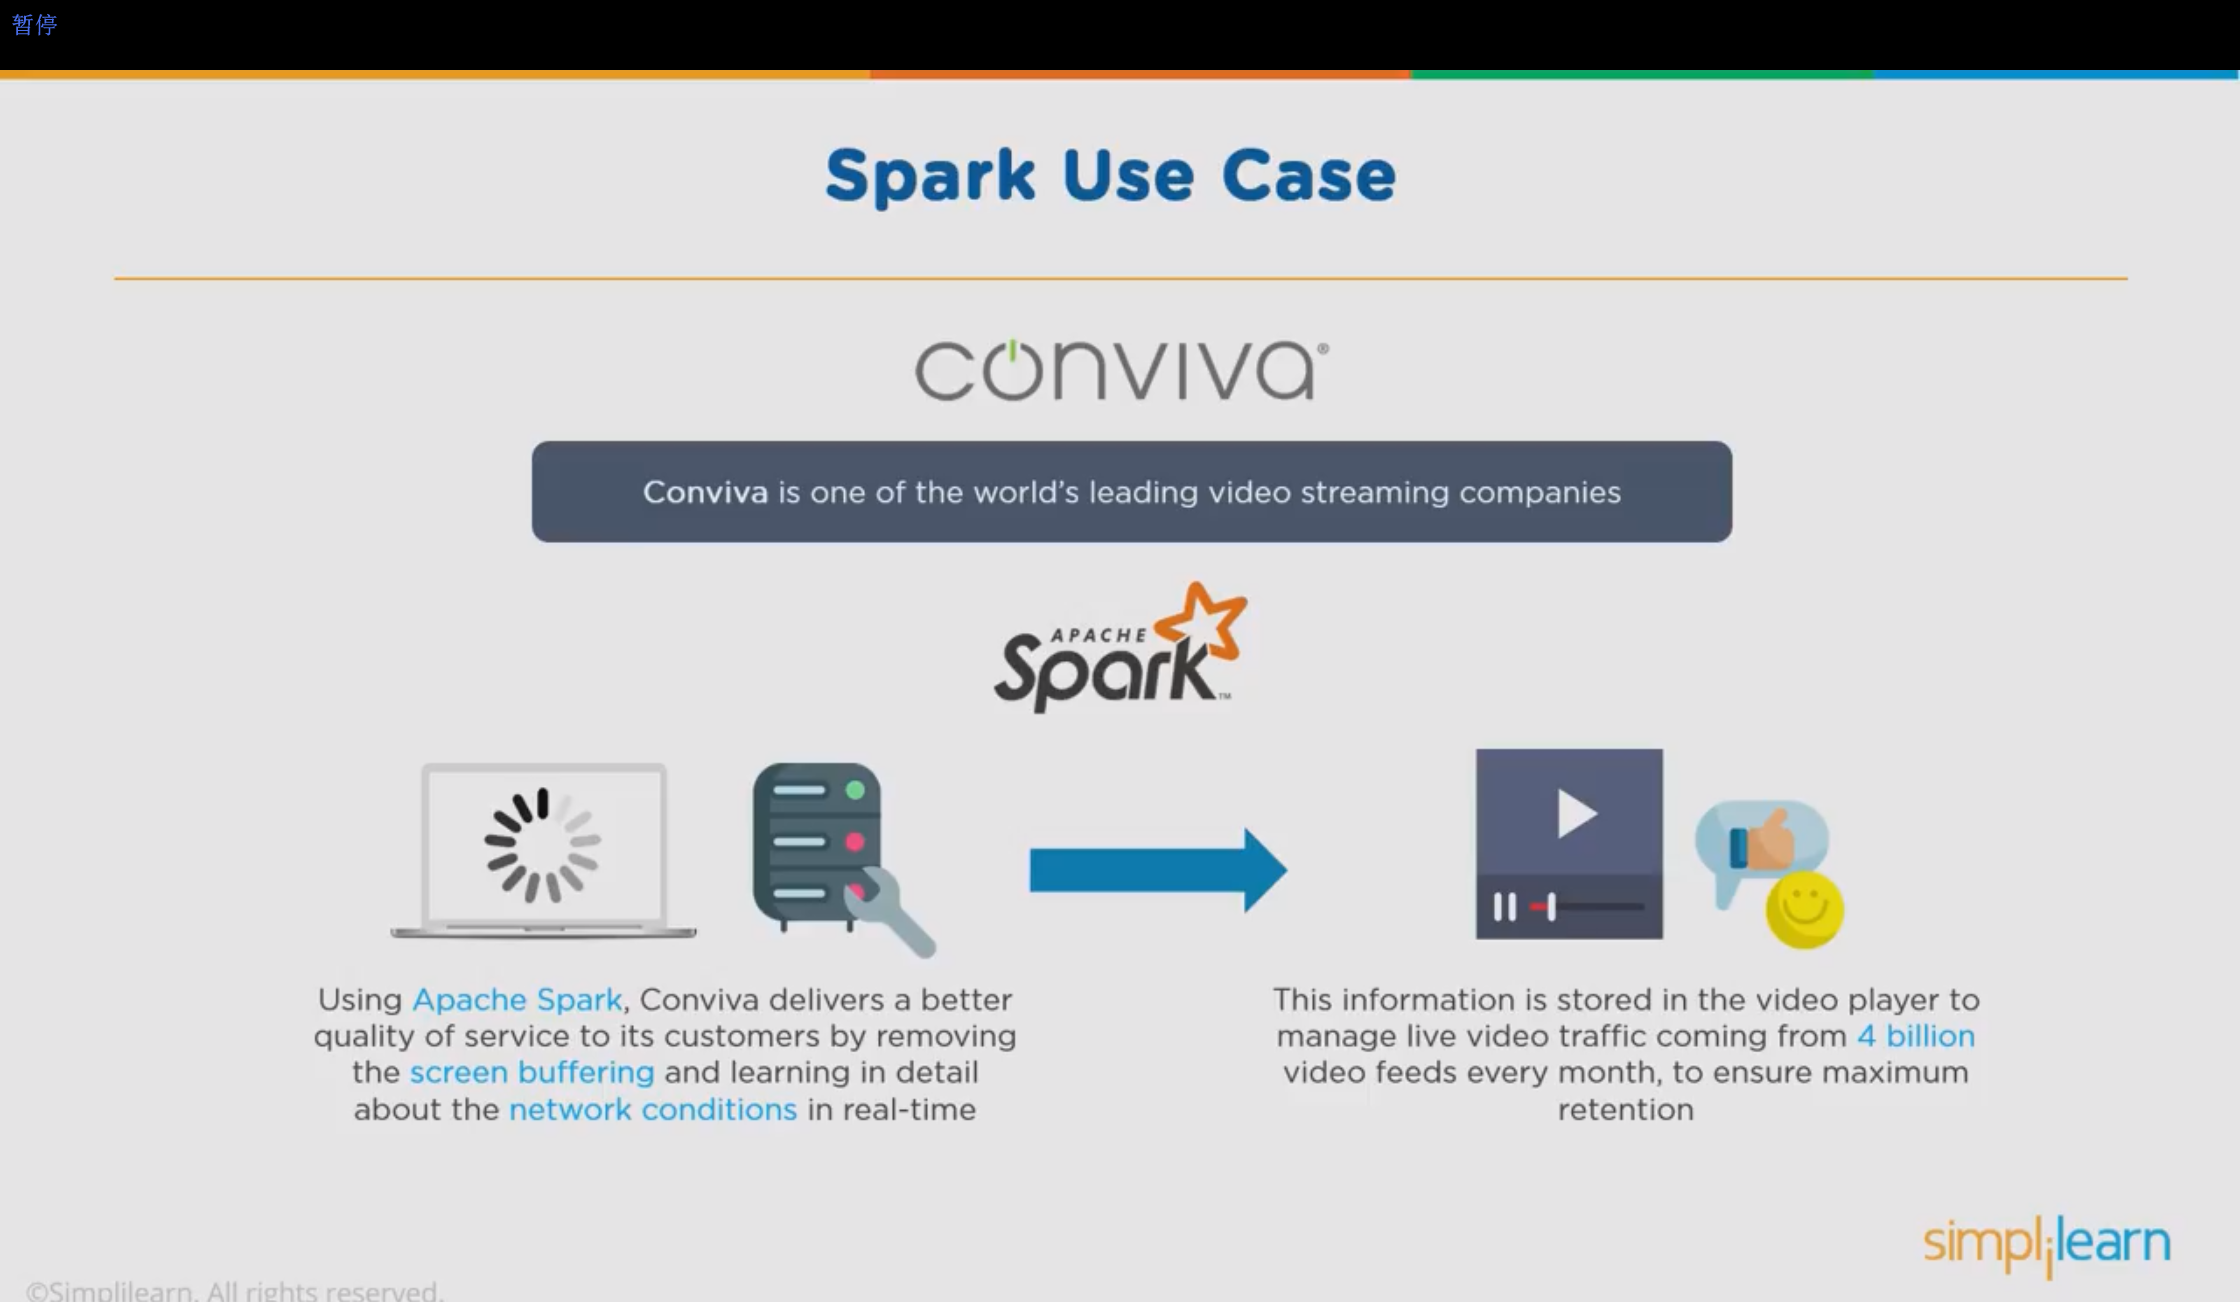 暂停
Spark Use Case
conviva®
Conviva is one of the world's leading video streaming companies
APACHE
Spark™
Using Apache Spark, Conviva delivers a better
quality of service to its customers by removing
the screen buffering and learning in detail
about the network conditions in real-time
This information is stored in the video player to
manage live video traffic coming from 4 billion
video feeds every month, to ensure maximum
retention
simplilearn
©Simplilearn. All rights reserved.